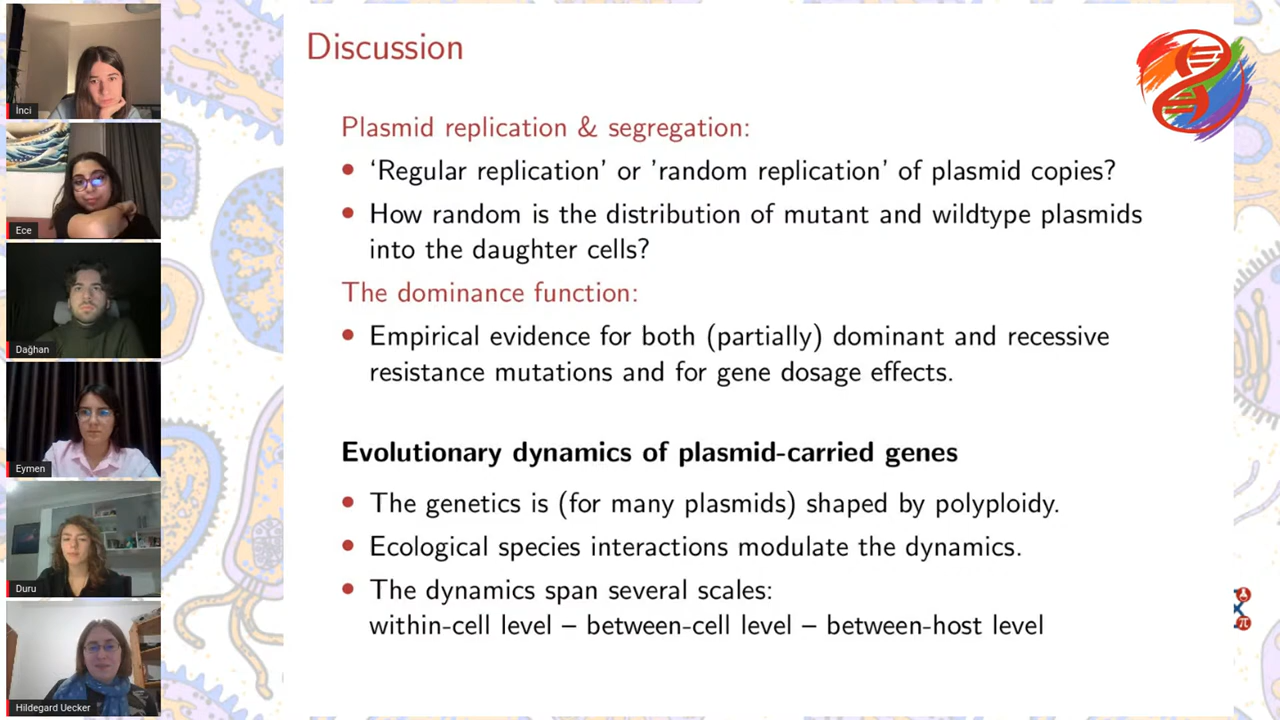 Discussion
Plasmid replication & segregation:
• ‘Regular replication’ or ’random replication’ of plasmid copies?
• How random is the distribution of mutant and wildtype plasmids
into the daughter cells?
The dominance function:
• Empirical evidence for both (partially) dominant and recessive
resistance mutations and for gene dosage effects.
Evolutionary dynamics of plasmid-carried genes
• The genetics is (for many plasmids) shaped by polyploidy.
• Ecological species interactions modulate the dynamics.
• The dynamics span several scales:
within-cell level – between-cell level – between-host level
İnci
Ece
Dağhan
Eymen
Duru
Hildegard Uecker
π